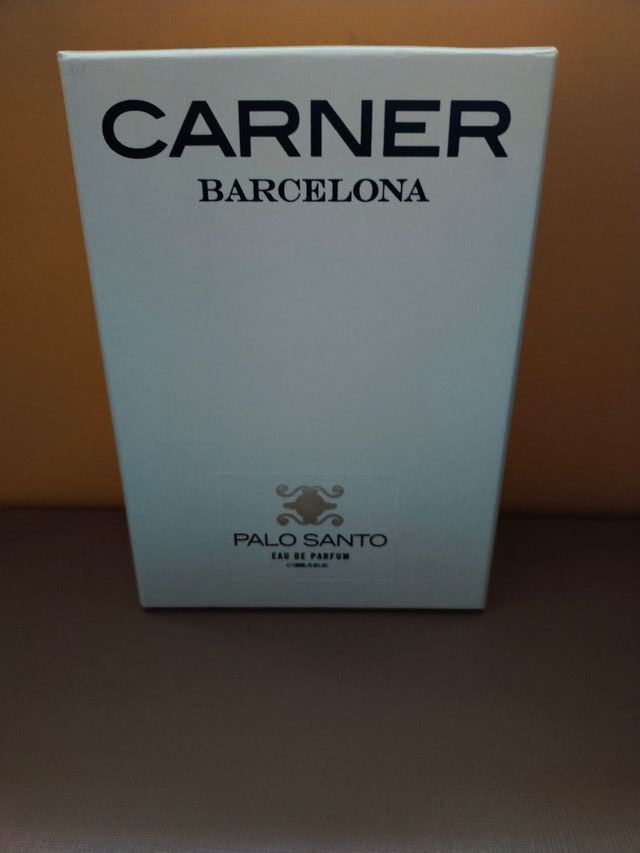 CARNER
BARCELONA
PALO SANTO
EAU DE PARFUM